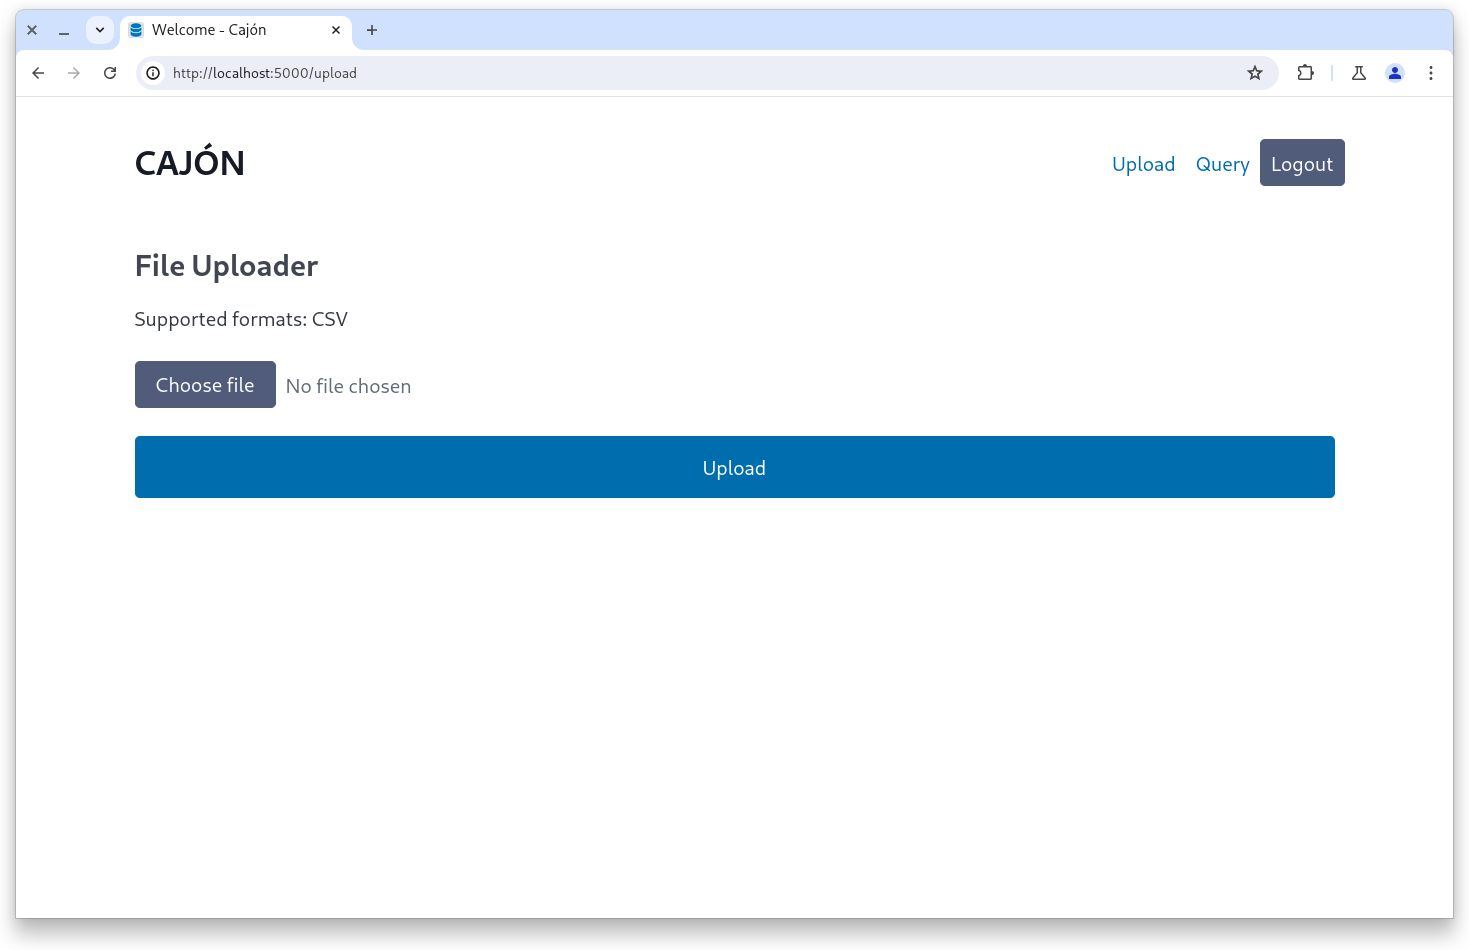 Welcome - Cajón
http://localhost:5000/upload
CAJÓN
Upload Query Logout
File Uploader
Supported formats: CSV
Choose file No file chosen
Upload